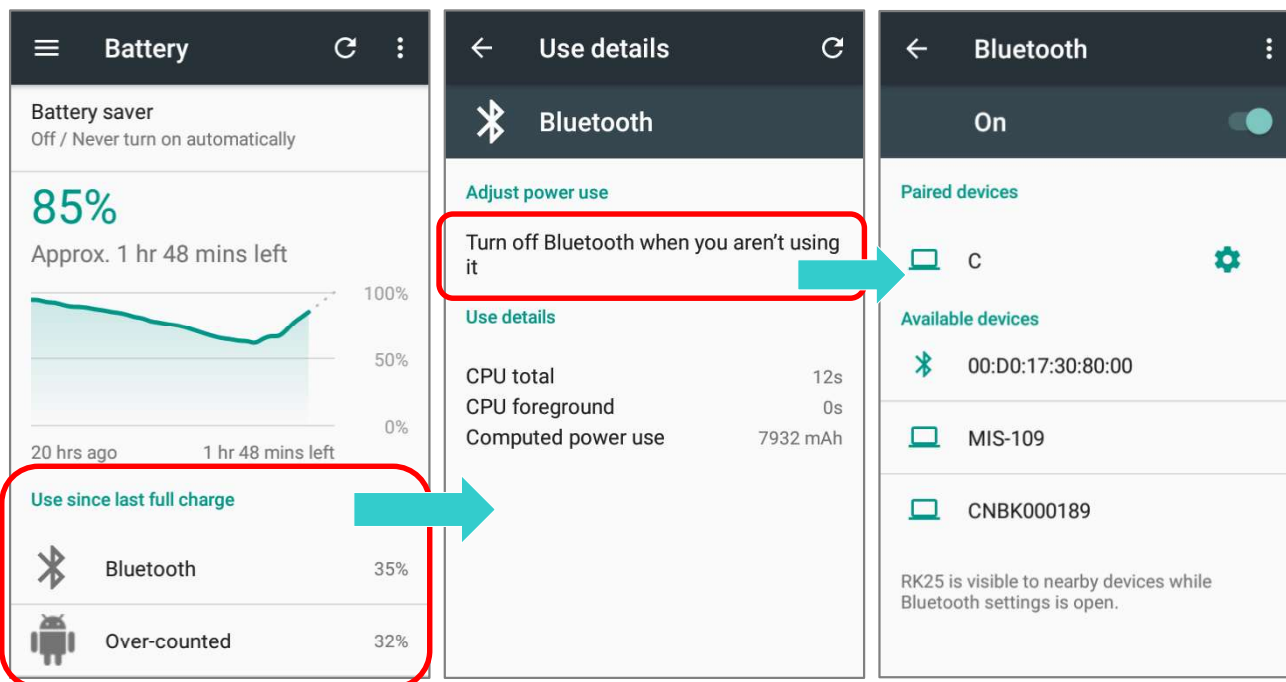 Battery
Battery saver
Off / Never turn on automatically
85%
Approx. 1 hr 48 mins left
100%
50%
0%
20 hrs ago 1 hr 48 mins left
Use since last full charge
Bluetooth 35%
Over-counted 32%
Use details
Bluetooth
Adjust power use
Turn off Bluetooth when you aren't using
it
Use details
CPU total 12s
CPU foreground 0s
Computed power use 7932 mAh
Bluetooth
On
Paired devices
C
Available devices
00:D0:17:30:80:00
MIS-109
CNBK000189
RK25 is visible to nearby devices while
Bluetooth settings is open.